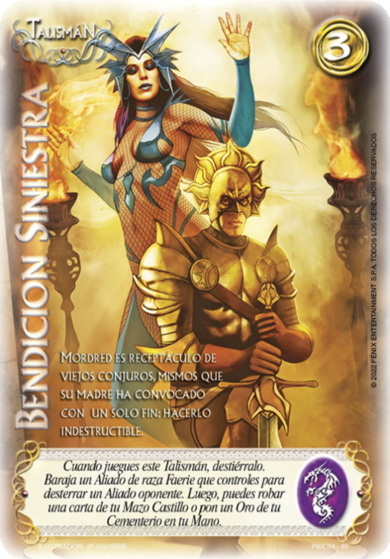 TALISMAN
3
BENDICION SINIESTRA
MORDRED ES RECEPTÁCULO DE
VIEJOS CONJUROS, MISMOS QUE
SU MADRE HA CONVOCADO
CON UN SOLO FIN: HACERLO
INDESTRUCTIBLE.
© 2022 FÉNIX ENTERTAINMENT S.P.A. TODOS LOS DERECHOS RESERVADOS
Cuando juegues este Talismán, destiérralo.
Baraja un Aliado de raza Faerie que controles para
desterrar un Aliado oponente. Luego, puedes robar
una carta de tu Mazo Castillo o pon un Oro de tu
Cementerio en tu Mano.